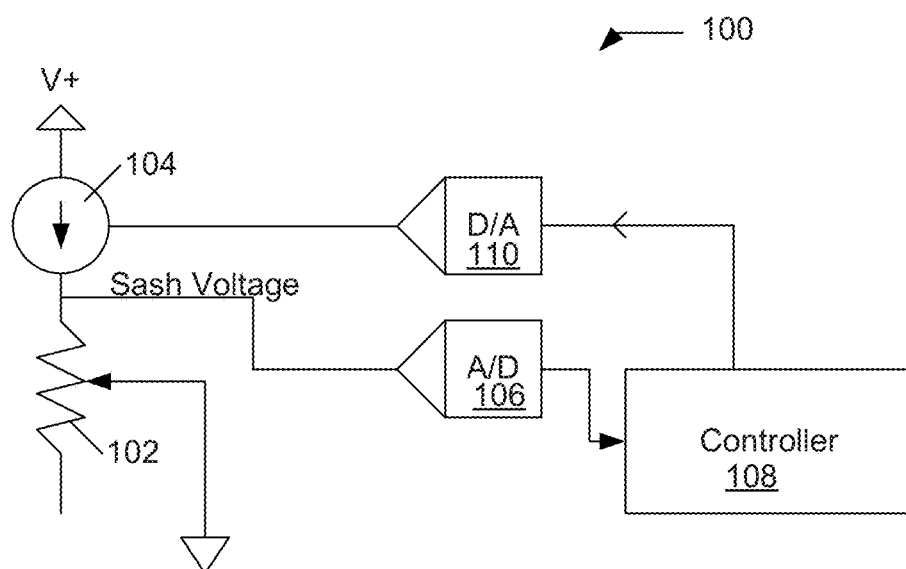 100
V+
104
D/A
110
Sash Voltage
A/D
106
102
Controller
108